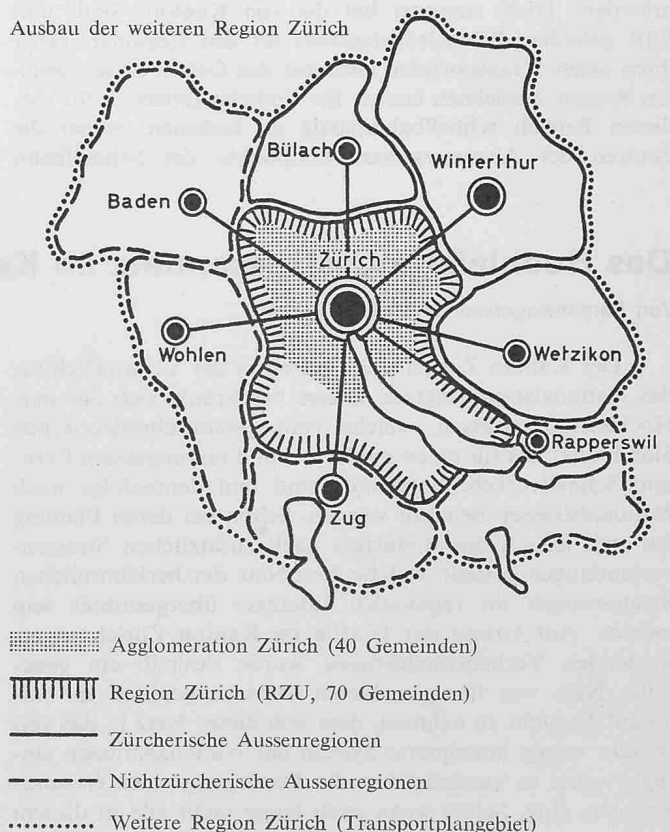 Ausbau der weiteren Region Zürich
Bülach
Winterthur
Baden
Zürich
Wohlen
Wetzikon
Rapperswil
Zug
Agglomeration Zürich (40 Gemeinden)
Region Zürich (RZU, 70 Gemeinden)
Zürcherische Aussenregionen
Nichtzürcherische Aussenregionen
Weitere Region Zürich (Transportplangebiet)